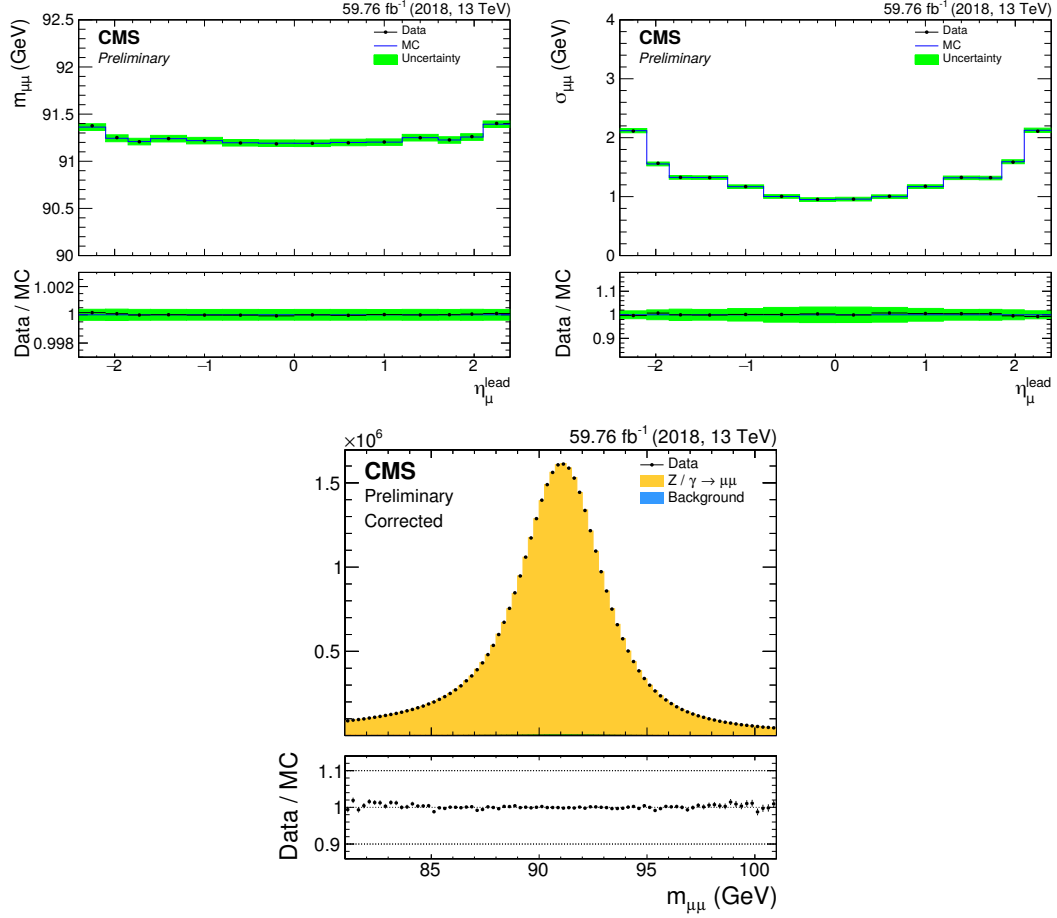 59.76 fb⁻¹ (2018, 13 TeV)
CMS
Preliminary
Data
MC
Uncertainty
m_μμ (GeV)
92.5
92
91.5
91
90.5
90
Data / MC
1.002
1
0.998
−2 −1 0 1 2
η_μ^lead
59.76 fb⁻¹ (2018, 13 TeV)
CMS
Preliminary
Data
MC
Uncertainty
σ_μμ (GeV)
4
3
2
1
0
Data / MC
1.1
1
0.9
−2 −1 0 1 2
η_μ^lead
×10⁶
59.76 fb⁻¹ (2018, 13 TeV)
CMS
Preliminary
Corrected
Data
Z / γ → μμ
Background
1.5
1
0.5
Data / MC
1.1
1
0.9
85 90 95 100
m_μμ (GeV)